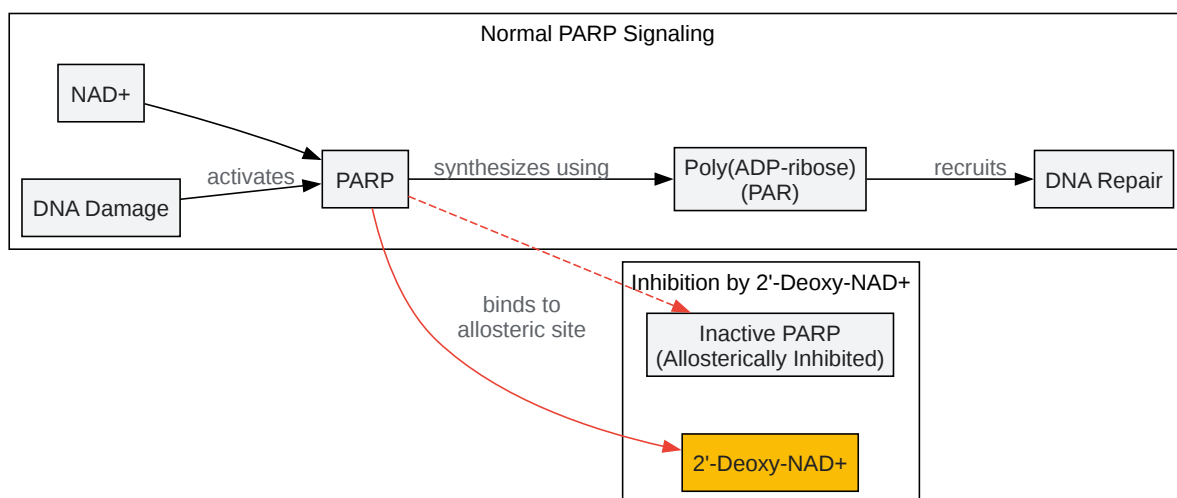 Normal PARP Signaling
NAD+
DNA Damage
activates
PARP
synthesizes using
Poly(ADP-ribose)
(PAR)
recruits
DNA Repair
binds to
allosteric site
Inhibition by 2'-Deoxy-NAD+
Inactive PARP
(Allosterically Inhibited)
2'-Deoxy-NAD+